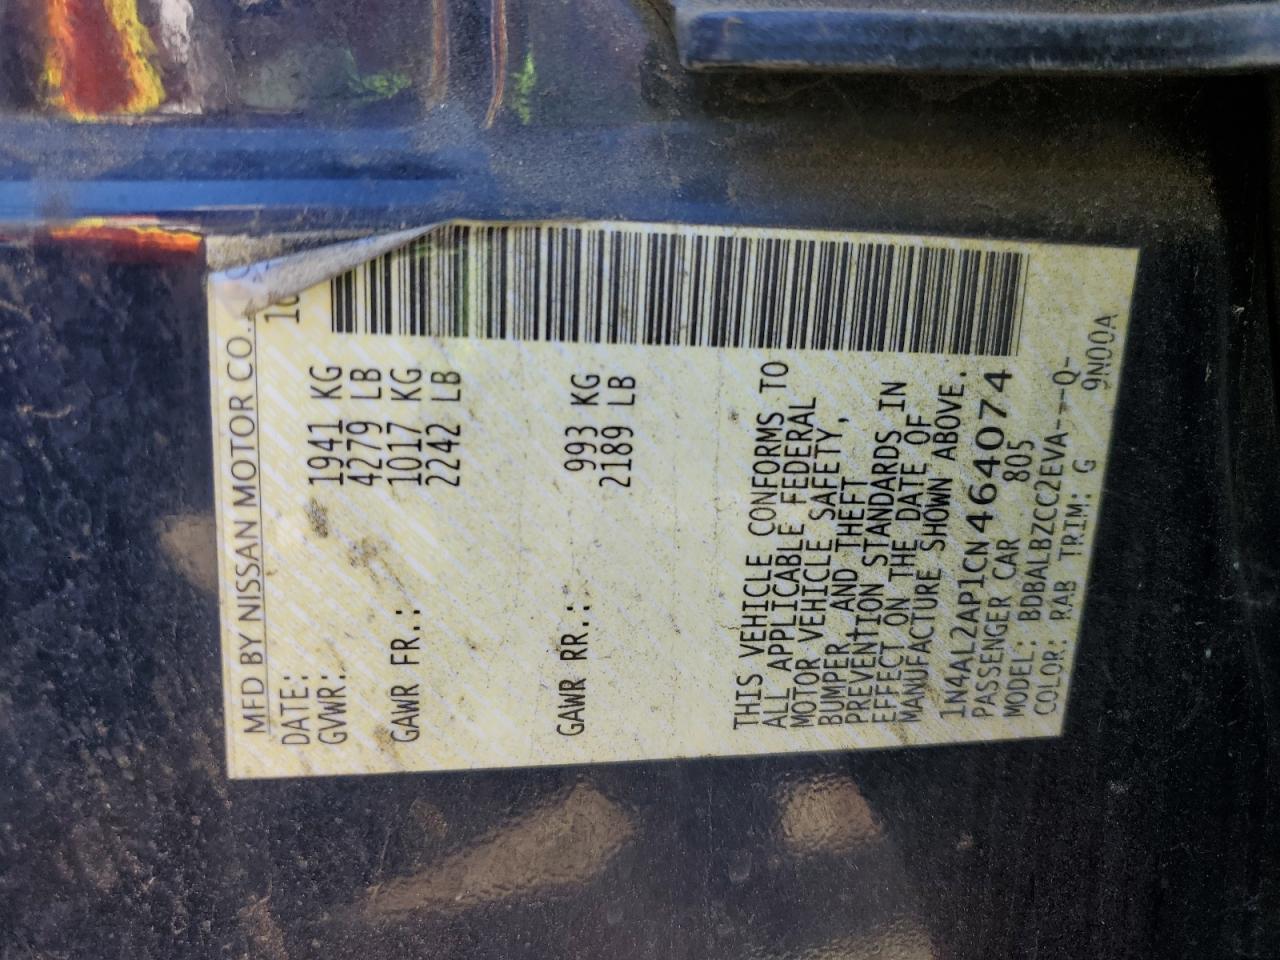 MFD BY NISSAN MOTOR CO.
DATE: 10
GVWR: 1941 KG
4279 LB
GAWR FR.: 1017 KG
2242 LB
GAWR RR.: 993 KG
2189 LB
THIS VEHICLE CONFORMS TO
ALL APPLICABLE FEDERAL
MOTOR VEHICLE SAFETY,
BUMPER AND THEFT
PREVENTION STANDARDS IN
EFFECT ON THE DATE OF
MANUFACTURE SHOWN ABOVE.
1N4AL2AP1CN464074
PASSENGER CAR 805
MODEL: BDBALBZCC2EVA---Q-
COLOR: RAB TRIM: G 9N00A